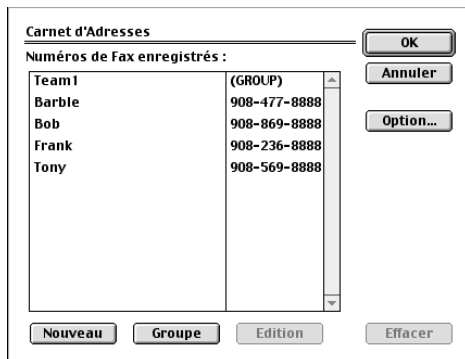 Carnet d'Adresses
OK
Numéros de Fax enregistrés :
Annuler
Team1 (GROUP)
Barble 908-477-8888
Option...
Bob 908-869-8888
Frank 908-236-8888
Tony 908-569-8888
Nouveau Groupe Edition Effacer